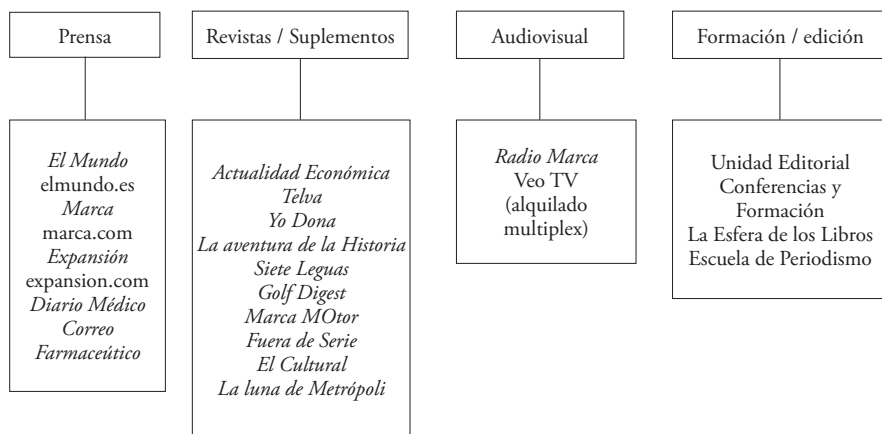 Prensa
El Mundo
elmundo.es
Marca
marca.com
Expansión
expansion.com
Diario Médico
Correo
Farmaceútico
Revistas / Suplementos
Actualidad Económica
Telva
Yo Dona
La aventura de la Historia
Siete Leguas
Golf Digest
Marca MOtor
Fuera de Serie
El Cultural
La luna de Metrópoli
Audiovisual
Radio Marca
Veo TV
(alquilado
multiplex)
Formación / edición
Unidad Editorial
Conferencias y
Formación
La Esfera de los Libros
Escuela de Periodismo